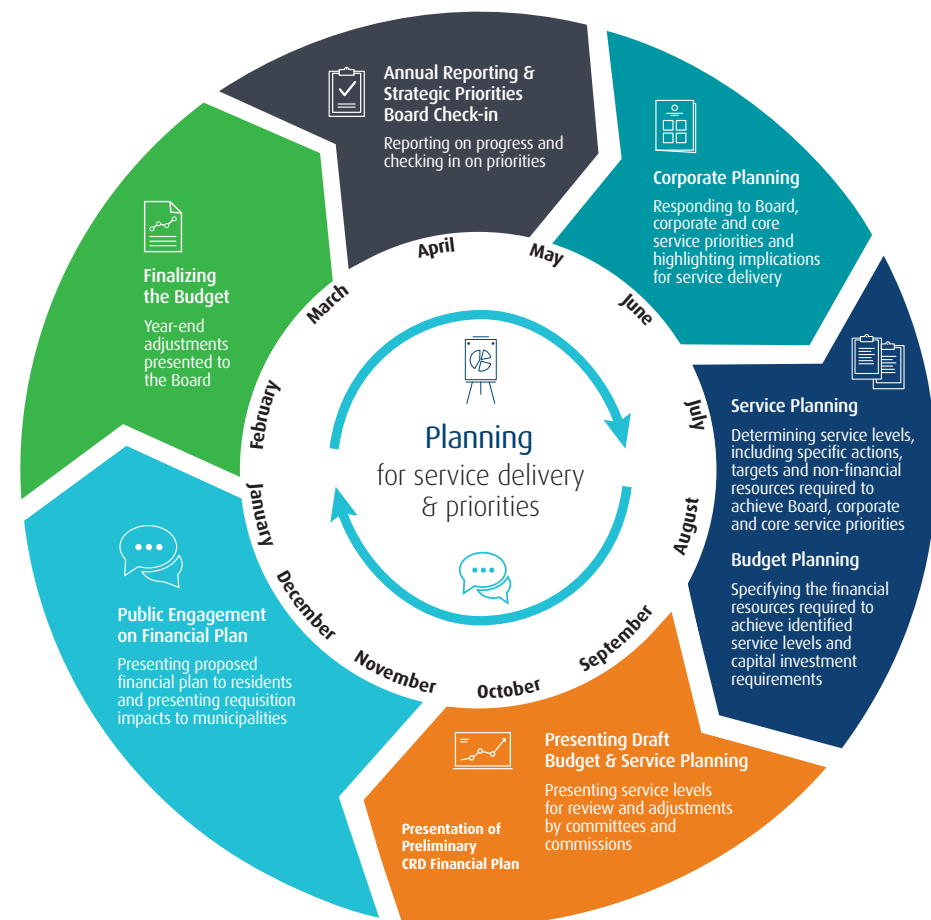 Annual Reporting &
Strategic Priorities
Board Check-in
Reporting on progress and
checking in on priorities
Corporate Planning
Responding to Board,
corporate and core
service priorities and
highlighting implications
for service delivery
Service Planning
Determining service levels,
including specific actions,
targets and non-financial
resources required to
achieve Board, corporate
and core service priorities
Budget Planning
Specifying the financial
resources required to
achieve identified
service levels and
capital investment
requirements
Presenting Draft
Budget & Service Planning
Presenting service levels
for review and adjustments
by committees and
commissions
Presentation of
Preliminary
CRD Financial Plan
Public Engagement
on Financial Plan
Presenting proposed
financial plan to residents
and presenting requisition
impacts to municipalities
Finalizing
the Budget
Year-end
adjustments
presented to
the Board
January
February
March
April
May
June
July
August
September
October
November
December
Planning
for service delivery
& priorities